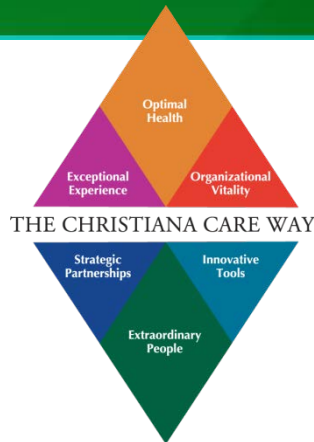 Optimal
Health
Exceptional
Experience
Organizational
Vitality
THE CHRISTIANA CARE WAY
Strategic
Partnerships
Innovative
Tools
Extraordinary
People